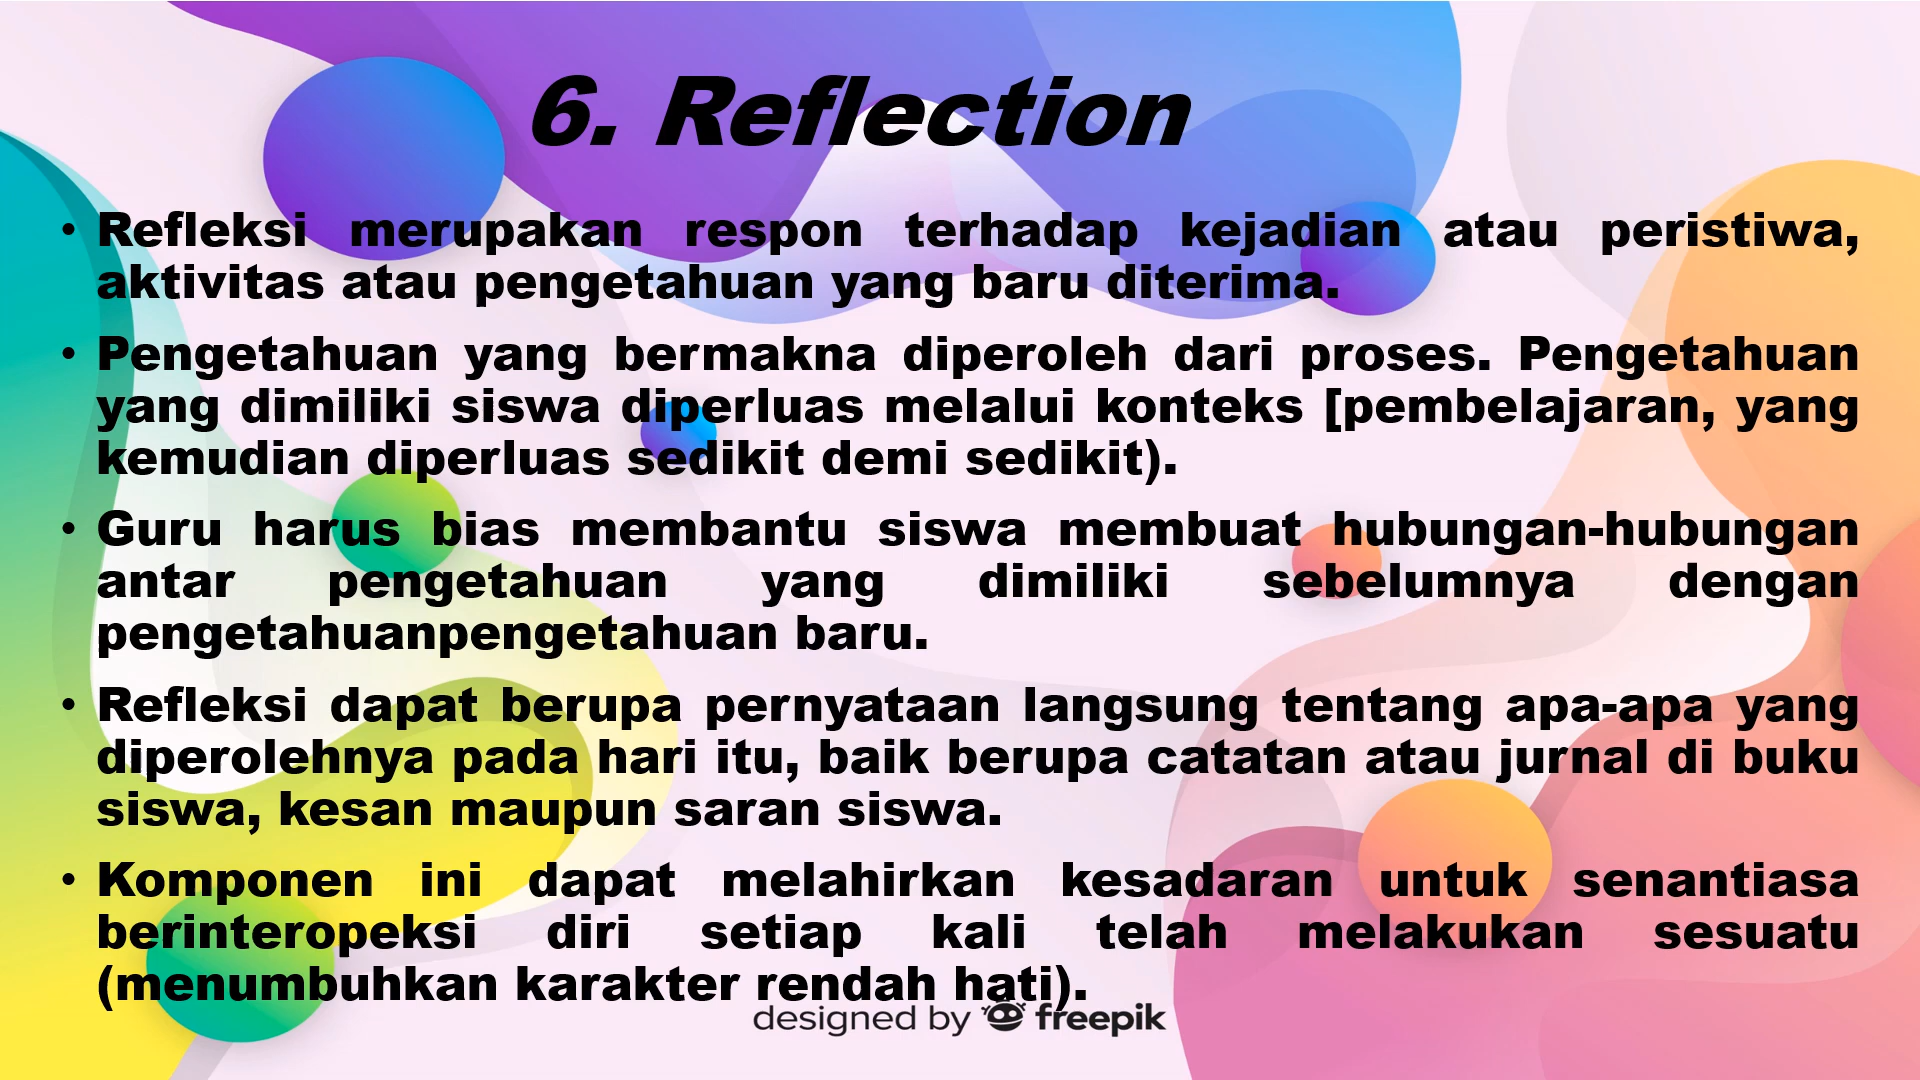 6. Reflection
• Refleksi merupakan respon terhadap kejadian atau peristiwa,
aktivitas atau pengetahuan yang baru diterima.
• Pengetahuan yang bermakna diperoleh dari proses. Pengetahuan
yang dimiliki siswa diperluas melalui konteks [pembelajaran, yang
kemudian diperluas sedikit demi sedikit).
• Guru harus bias membantu siswa membuat hubungan-hubungan
antar pengetahuan yang dimiliki sebelumnya dengan
pengetahuanpengetahuan baru.
• Refleksi dapat berupa pernyataan langsung tentang apa-apa yang
diperolehnya pada hari itu, baik berupa catatan atau jurnal di buku
siswa, kesan maupun saran siswa.
• Komponen ini dapat melahirkan kesadaran untuk senantiasa
berinteropeksi diri setiap kali telah melakukan sesuatu
(menumbuhkan karakter rendah hati).
designed by freepik